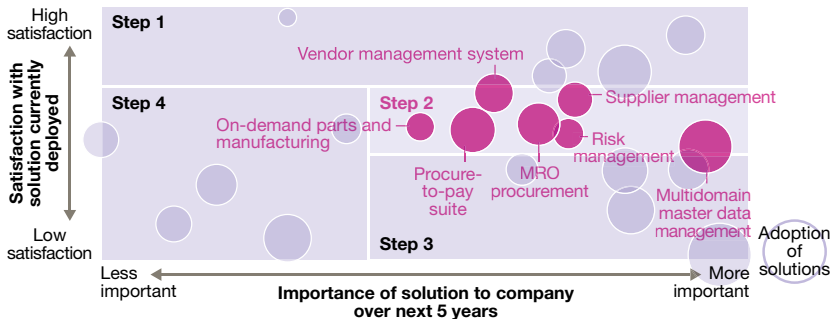 High
satisfaction
Satisfaction with
solution currently
deployed
Low
satisfaction
Step 1
Vendor management system
Step 4
Step 2
Supplier management
On-demand parts and
manufacturing
Risk
management
Procure-
to-pay
suite
MRO
procurement
Multidomain
master data
management
Step 3
Adoption
of
solutions
Less
important
Importance of solution to company
over next 5 years
More
important